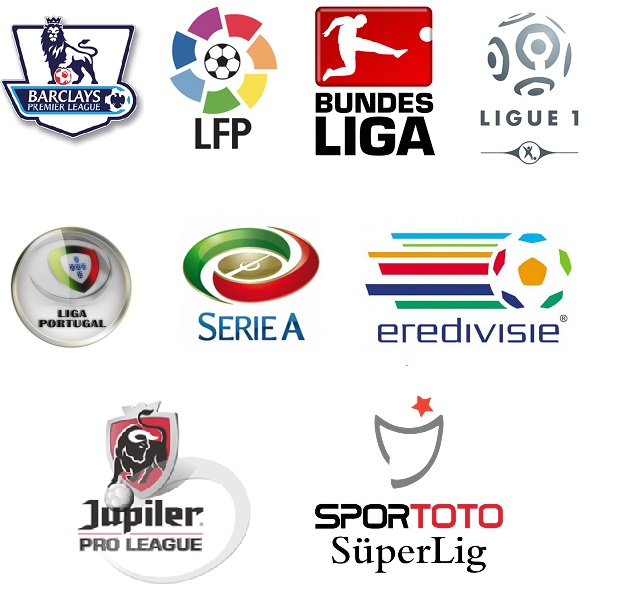 BARCLAYS
PREMIER LEAGUE
LFP
BUNDES
LIGA
LIGUE 1
LIGA
PORTUGAL
SERIE A
eredivisie®
Jupiler
PRO LEAGUE
SPORTOTO
SüperLig